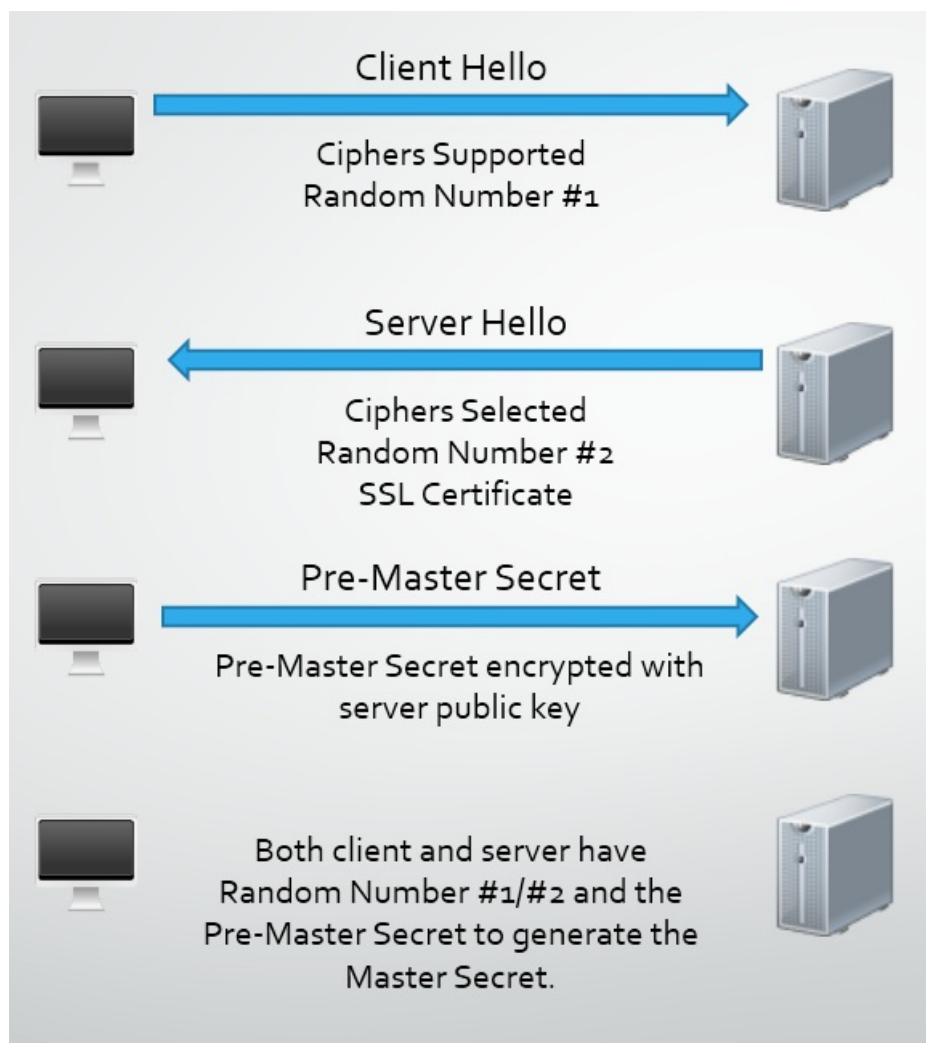 Client Hello
Ciphers Supported
Random Number #1
Server Hello
Ciphers Selected
Random Number #2
SSL Certificate
Pre-Master Secret
Pre-Master Secret encrypted with
server public key
Both client and server have
Random Number #1/#2 and the
Pre-Master Secret to generate the
Master Secret.